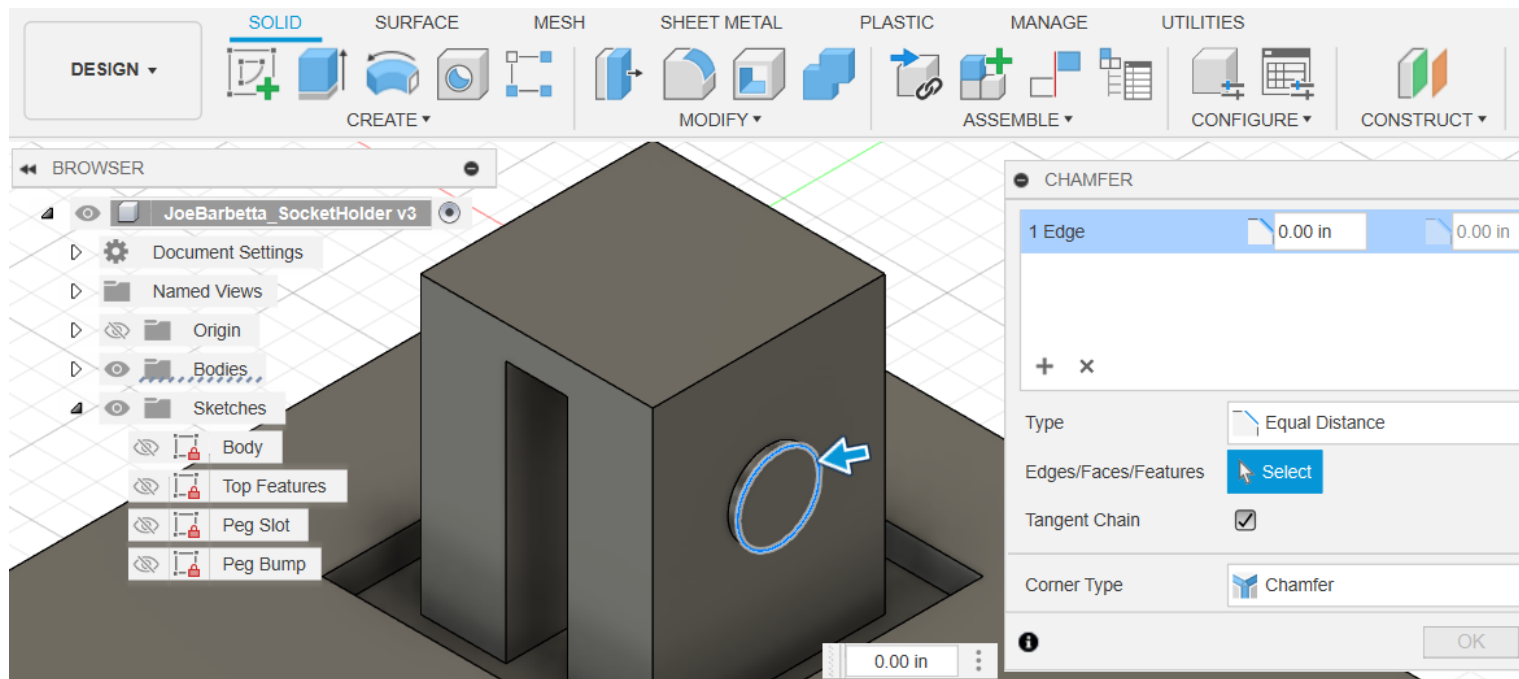 SOLID SURFACE MESH SHEET METAL PLASTIC MANAGE UTILITIES
DESIGN
CREATE MODIFY ASSEMBLE CONFIGURE CONSTRUCT
BROWSER
JoeBarbetta_SocketHolder v3
Document Settings
Named Views
Origin
Bodies
Sketches
Body
Top Features
Peg Slot
Peg Bump
CHAMFER
1 Edge 0.00 in 0.00 in
Type Equal Distance
Edges/Faces/Features Select
Tangent Chain
Corner Type Chamfer
OK
0.00 in